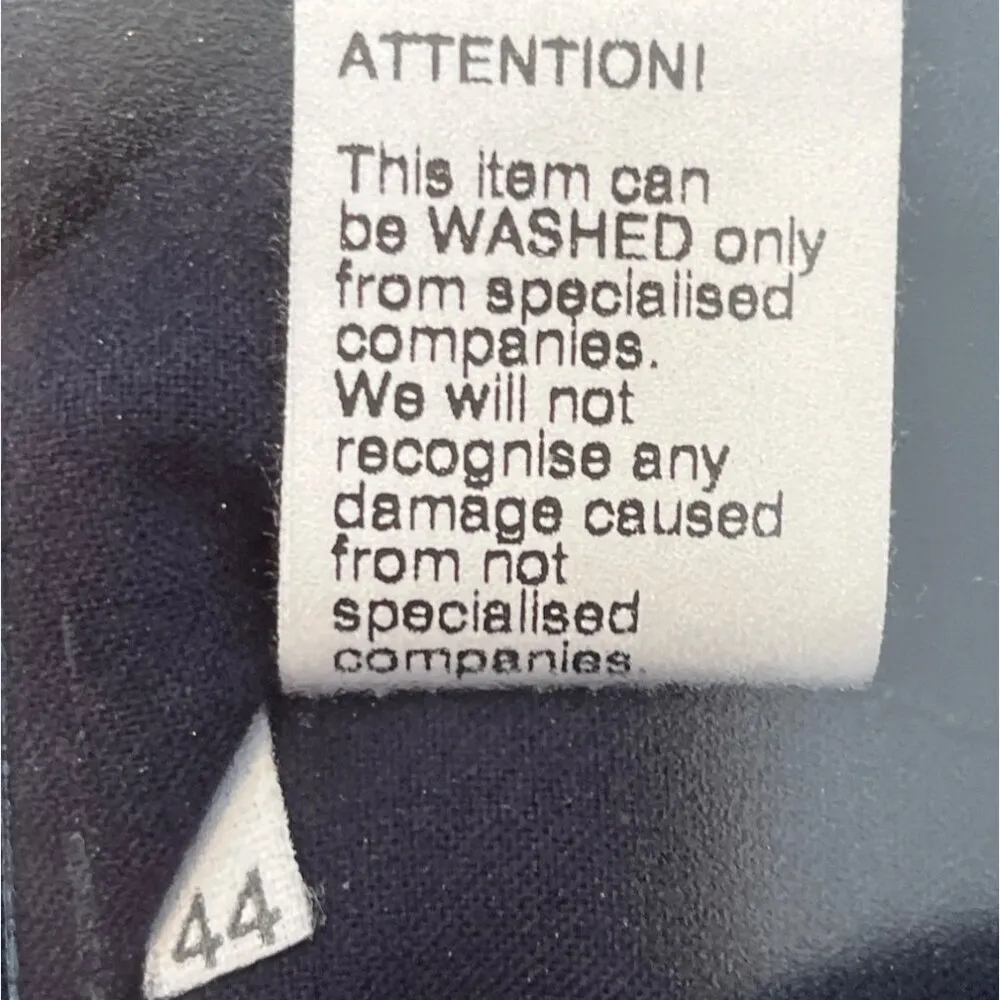 ATTENTION!
This item can
be WASHED only
from specialised
companies.
We will not
recognise any
damage caused
from not
specialised
companies.
44